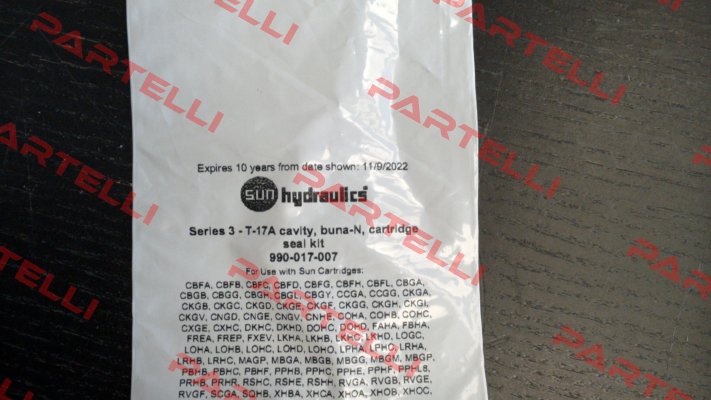 PARTELLI
PARTELLI
PARTELLI
PARTELLI
Expires 10 years from date shown: 11/9/2022
sun hydraulics
Series 3 - T-17A cavity, buna-N, cartridge
seal kit
990-017-007
For Use with Sun Cartridges:
CBFA, CBFB, CBFC, CBFD, CBFG, CBFH, CBFL, CBGA,
CBGB, CBGG, CBGH, CBGL, CBGY, CCGA, CCGG, CKGA,
CKGB, CKGC, CKGD, CKGE, CKGF, CKGG, CKGH, CKGI,
CKGV, CNGD, CNGE, CNGV, CNHE, COHA, COHB, COHC,
CXGE, CXHC, DKHC, DKHD, DOHC, DOHD, FAHA, FBHA,
FREA, FREP, FXEV, LKHA, LKHB, LKHC, LKHD, LOGC,
LOHA, LOHB, LOHC, LOHD, LOHO, LPHA, LPHC, LRHA,
LRHB, LRHC, MAGP, MBGA, MBGB, MBGG, MBGM, MBGP,
PBHB, PBHC, PBHF, PPHB, PPHC, PPHE, PPHF, PPHL8,
PRHB, PRHR, RSHC, RSHE, RSHH, RVGA, RVGB, RVGE,
RVGF, SCGA, SQHB, XHBA, XHCA, XHOA, XHOB, XHOC,